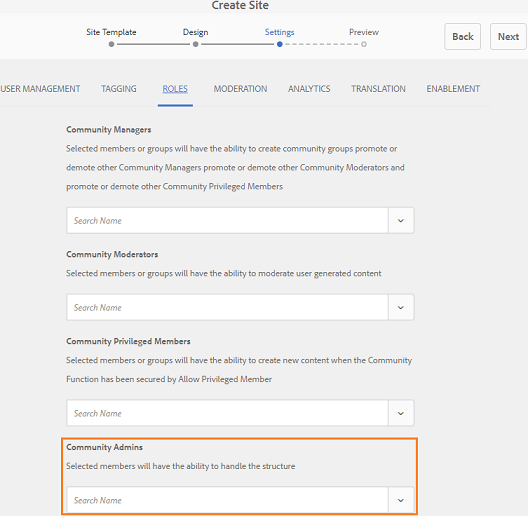 Create Site
Site Template Design Settings Preview
Back Next
USER MANAGEMENT TAGGING ROLES MODERATION ANALYTICS TRANSLATION ENABLEMENT
Community Managers
Selected members or groups will have the ability to create community groups promote or
demote other Community Managers promote or demote other Community Moderators and
promote or demote other Community Privileged Members
Search Name
Community Moderators
Selected members or groups will have the ability to moderate user generated content
Search Name
Community Privileged Members
Selected members or groups will have the ability to create new content when the Community
Function has been secured by Allow Privileged Member
Search Name
Community Admins
Selected members will have the ability to handle the structure
Search Name